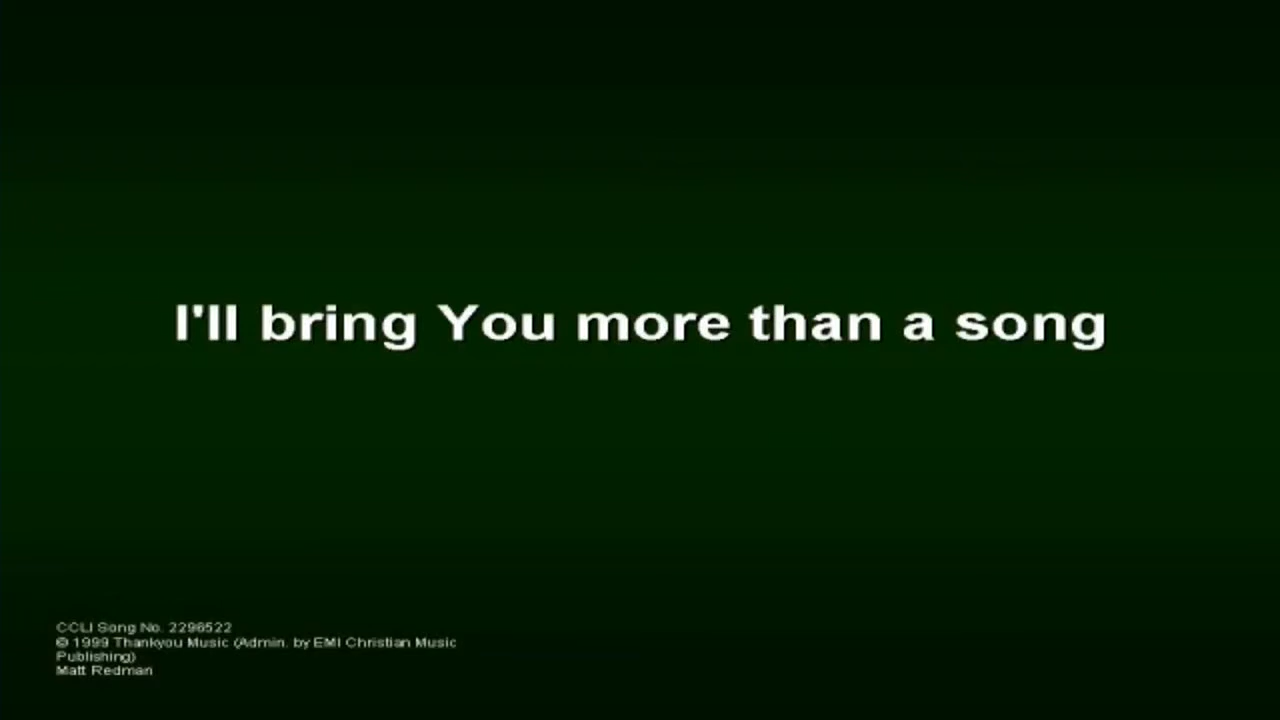 I'll bring You more than a song
CCLI Song No. 2296522
© 1999 Thankyou Music (Admin. by EMI Christian Music
Publishing)
Matt Redman